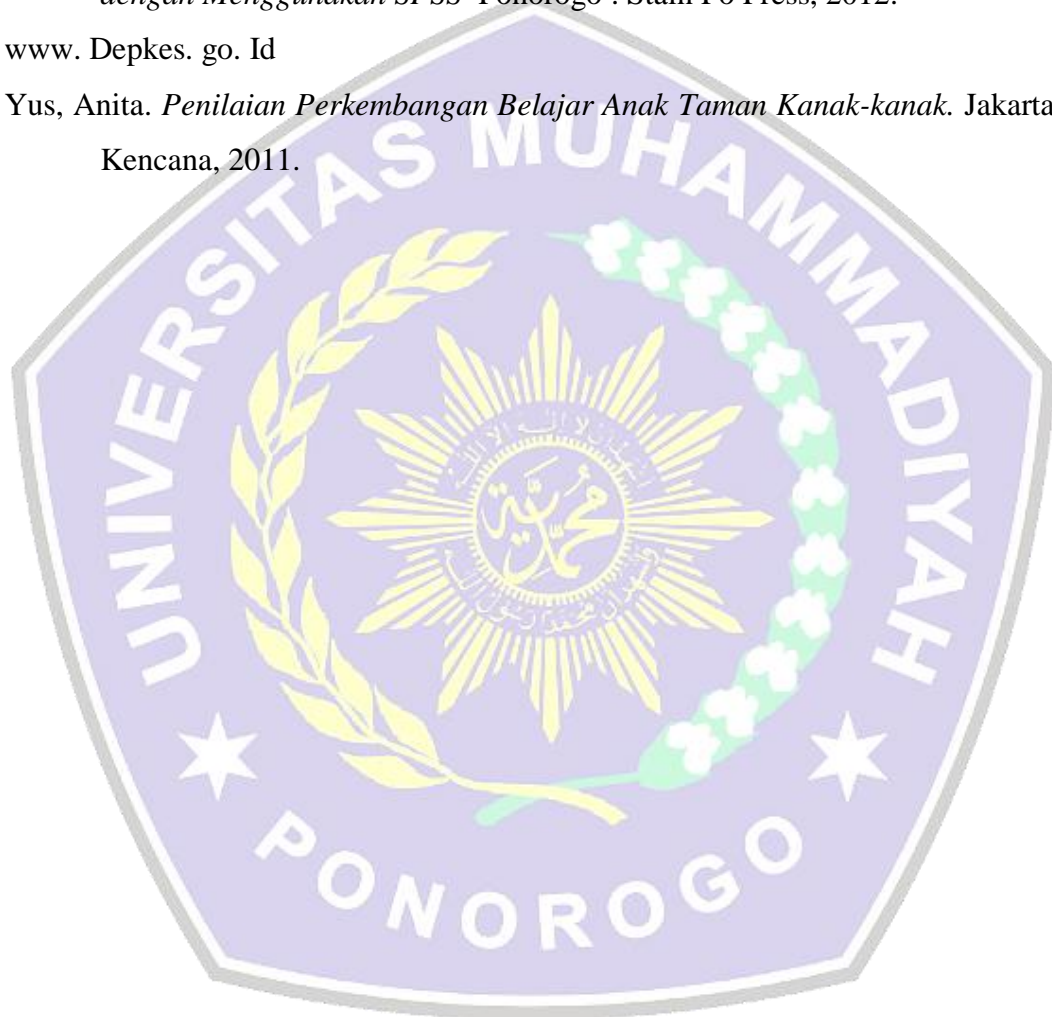 dengan Menggunakan SPSS Ponorogo : Stain Po Press, 2012.
www. Depkes. go. Id
Yus, Anita. Penilaian Perkembangan Belajar Anak Taman Kanak-kanak. Jakarta
Kencana, 2011.
UNIVERSITAS MUHAMMADIYAH
محمدية
PONOROGO